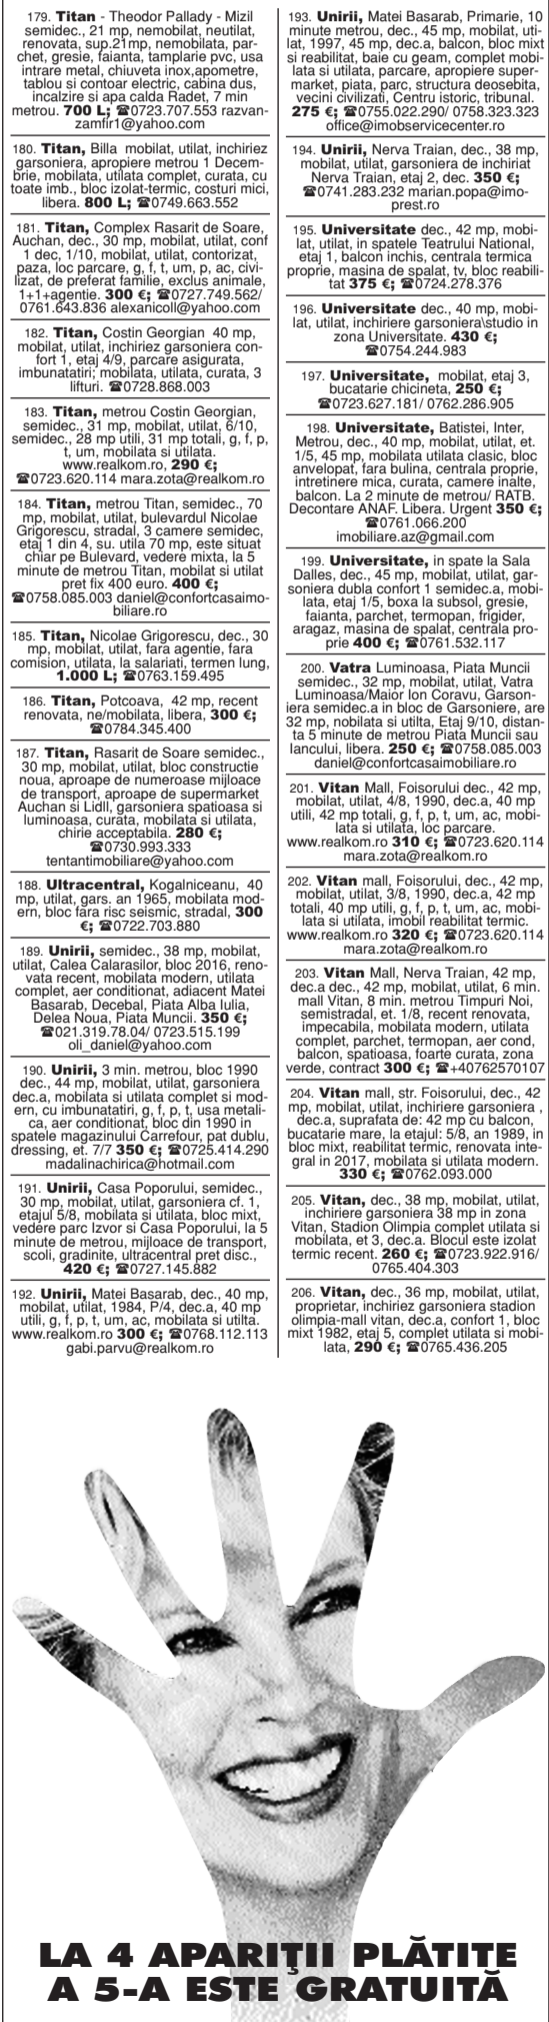 179. Titan - Theodor Pallady - Mizil
semidec., 21 mp, nemobilat, neutilat,
renovata, sup.21mp, nemobilata, par-
chet, gresie, faianta, tamplarie pvc, usa
intrare metal, chiuveta inox,apometre,
tablou si contoar electric, cabina dus,
incalzire si apa calda Radet, 7 min
metrou. 700 L; ☎0723.707.553 razvan-
zamfir1@yahoo.com
180. Titan, Billa mobilat, utilat, inchiriez
garsoniera, apropiere metrou 1 Decem-
brie, mobilata, utilata complet, curata, cu
toate imb., bloc izolat-termic, costuri mici,
libera. 800 L; ☎0749.663.552
181. Titan, Complex Rasarit de Soare,
Auchan, dec., 30 mp, mobilat, utilat, conf
1 dec, 1/10, mobilat, utilat, contorizat,
paza, loc parcare, g, f, t, um, p, ac, civi-
lizat, de preferat familie, exclus animale,
1+1+agentie. 300 €; ☎0727.749.562/
0761.643.836 alexanicoll@yahoo.com
182. Titan, Costin Georgian 40 mp,
mobilat, utilat, inchiriez garsoniera con-
fort 1, etaj 4/9, parcare asigurata,
imbunatatiri; mobilata, utilata, curata, 3
lifturi. ☎0728.868.003
183. Titan, metrou Costin Georgian,
semidec., 31 mp, mobilat, utilat, 6/10,
semidec., 28 mp utili, 31 mp totali, g, f, p,
t, um, mobilata si utilata.
www.realkom.ro, 290 €;
☎0723.620.114 mara.zota@realkom.ro
184. Titan, metrou Titan, semidec., 70
mp, mobilat, utilat, bulevardul Nicolae
Grigorescu, stradal, 3 camere semidec,
etaj 1 din 4, su. utila 70 mp, este situat
chiar pe Bulevard, vedere mixta, la 5
minute de metrou Titan, mobilat si utilat
pret fix 400 euro. 400 €;
☎0758.085.003 daniel@confortcasaimo-
biliare.ro
185. Titan, Nicolae Grigorescu, dec., 30
mp, mobilat, utilat, fara agentie, fara
comision, utilata, la salariati, termen lung,
1.000 L; ☎0763.159.495
186. Titan, Potcoava, 42 mp, recent
renovata, ne/mobilata, libera, 300 €;
☎0784.345.400
187. Titan, Rasarit de Soare semidec.,
30 mp, mobilat, utilat, bloc constructie
noua, aproape de numeroase mijloace
de transport, aproape de supermarket
Auchan si Lidll, garsoniera spatioasa si
luminoasa, curata, mobilata si utilata,
chirie acceptabila. 280 €;
☎0730.993.333
tentantimobiliare@yahoo.com
188. Ultracentral, Kogalniceanu, 40
mp, utilat, gars. an 1965, mobilata mod-
ern, bloc fara risc seismic, stradal, 300
€; ☎0722.703.880
189. Unirii, semidec., 38 mp, mobilat,
utilat, Calea Calarasilor, bloc 2016, reno-
vata recent, mobilata modern, utilata
complet, aer conditionat, adiacent Matei
Basarab, Decebal, Piata Alba Iulia,
Delea Noua, Piata Muncii. 350 €;
☎021.319.78.04/ 0723.515.199
oli_daniel@yahoo.com
190. Unirii, 3 min. metrou, bloc 1990
dec., 44 mp, mobilat, utilat, garsoniera
dec.a, mobilata si utilata complet si mod-
ern, cu imbunatatiri, g, f, p, t, usa metali-
ca, aer conditionat, bloc din 1990 in
spatele magazinului Carrefour, pat dublu,
dressing, et. 7/7 350 €; ☎0725.414.290
madalinachirica@hotmail.com
191. Unirii, Casa Poporului, semidec.,
30 mp, mobilat, utilat, garsoniera cf. 1,
etajul 5/8, mobilata si utilata, bloc mixt,
vedere parc Izvor si Casa Poporului, la 5
minute de metrou, mijloace de transport,
scoli, gradinite, ultracentral pret disc.,
420 €; ☎0727.145.882
192. Unirii, Matei Basarab, dec., 40 mp,
mobilat, utilat, 1984, P/4, dec.a, 40 mp
utili, g, f, p, t, um, ac, mobilata si utilta.
www.realkom.ro 300 €; ☎0768.112.113
gabi.parvu@realkom.ro
193. Unirii, Matei Basarab, Primarie, 10
minute metrou, dec., 45 mp, mobilat, uti-
lat, 1997, 45 mp, dec.a, balcon, bloc mixt
si reabilitat, baie cu geam, complet mobi-
lata si utilata, parcare, apropiere super-
market, piata, parc, structura deosebita,
vecini civilizati, Centru istoric, tribunal.
275 €; ☎0755.022.290/ 0758.323.323
office@imobservicecenter.ro
194. Unirii, Nerva Traian, dec., 38 mp,
mobilat, utilat, garsoniera de inchiriat
Nerva Traian, etaj 2, dec. 350 €;
☎0741.283.232 marian.popa@imo-
prest.ro
195. Universitate dec., 42 mp, mobi-
lat, utilat, in spatele Teatrului National,
etaj 1, balcon inchis, centrala termica
proprie, masina de spalat, tv, bloc reabili-
tat 375 €; ☎0724.278.376
196. Universitate dec., 40 mp, mobi-
lat, utilat, inchiriere garsoniera\studio in
zona Universitate. 430 €;
☎0754.244.983
197. Universitate, mobilat, etaj 3,
bucatarie chicineta, 250 €;
☎0723.627.181/ 0762.286.905
198. Universitate, Batistei, Inter,
Metrou, dec., 40 mp, mobilat, utilat, et.
1/5, 45 mp, mobilata utilata clasic, bloc
anvelopat, fara bulina, centrala proprie,
intretinere mica, curata, camere inalte,
balcon. La 2 minute de metrou/ RATB.
Decontare ANAF. Libera. Urgent 350 €;
☎0761.066.200
imobiliare.az@gmail.com
199. Universitate, in spate la Sala
Dalles, dec., 45 mp, mobilat, utilat, gar-
soniera dubla confort 1 semidec.a, mobi-
lata, etaj 1/5, boxa la subsol, gresie,
faianta, parchet, termopan, frigider,
aragaz, masina de spalat, centrala pro-
prie 400 €; ☎0761.532.117
200. Vatra Luminoasa, Piata Muncii
semidec., 32 mp, mobilat, utilat, Vatra
Luminoasa/Maior Ion Coravu, Garson-
iera semidec.a in bloc de Garsoniere, are
32 mp, nobilata si utilta, Etaj 9/10, distan-
ta 5 minute de metrou Piata Muncii sau
Iancului, libera. 250 €; ☎0758.085.003
daniel@confortcasaimobiliare.ro
201. Vitan Mall, Foisorului dec., 42 mp,
mobilat, utilat, 4/8, 1990, dec.a, 40 mp
utili, 42 mp totali, g, f, p, t, um, ac, mobi-
lata si utilata, loc parcare.
www.realkom.ro 310 €; ☎0723.620.114
mara.zota@realkom.ro
202. Vitan mall, Foisorului, dec., 42 mp,
mobilat, utilat, 3/8, 1990, dec.a, 42 mp
totali, 40 mp utili, g, f, p, t, um, ac, mobi-
lata si utilata, imobil reabilitat termic.
www.realkom.ro 320 €; ☎0723.620.114
mara.zota@realkom.ro
203. Vitan Mall, Nerva Traian, 42 mp,
dec.a dec., 42 mp, mobilat, utilat, 6 min.
mall Vitan, 8 min. metrou Timpuri Noi,
semistradal, et. 1/8, recent renovata,
impecabila, mobilata modern, utilata
complet, parchet, termopan, aer cond,
balcon, spatioasa, foarte curata, zona
verde, contract 300 €; ☎+40762570107
204. Vitan mall, str. Foisorului, dec., 42
mp, mobilat, utilat, inchiriere garsoniera ,
dec.a, suprafata de: 42 mp cu balcon,
bucatarie mare, la etajul: 5/8, an 1989, in
bloc mixt, reabilitat termic, renovata inte-
gral in 2017, mobilata si utilata modern.
330 €; ☎0762.093.000
205. Vitan, dec., 38 mp, mobilat, utilat,
inchiriere garsoniera 38 mp in zona
Vitan, Stadion Olimpia complet utilata si
mobilata, et 3, dec.a. Blocul este izolat
termic recent. 260 €; ☎0723.922.916/
0765.404.303
206. Vitan, dec., 36 mp, mobilat, utilat,
proprietar, inchiriez garsoniera stadion
olimpia-mall vitan, dec.a, confort 1, bloc
mixt 1982, etaj 5, complet utilata si mobi-
lata, 290 €; ☎0765.436.205
LA 4 APARIŢII PLĂTITE
A 5-A ESTE GRATUITĂ